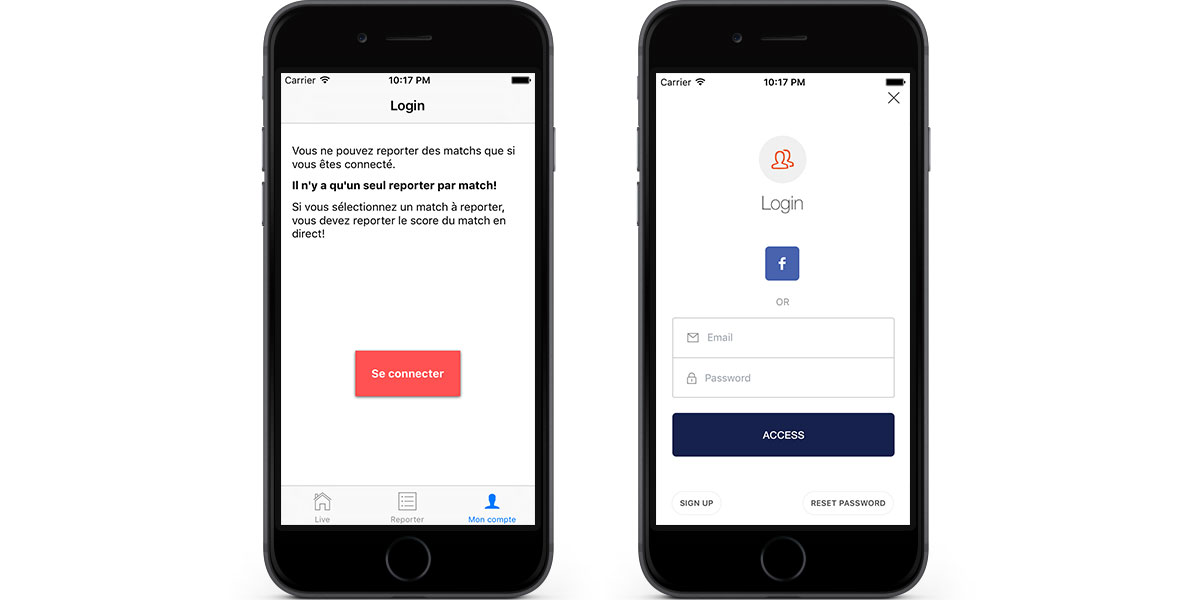 Carrier 10:17 PM
Login
Vous ne pouvez reporter des matchs que si
vous êtes connecté.
Il n'y a qu'un seul reporter par match!
Si vous sélectionnez un match à reporter,
vous devez reporter le score du match en
direct!
Se connecter
Live Reporter Mon compte
Carrier 10:17 PM
Login
f
OR
Email
Password
ACCESS
SIGN UP RESET PASSWORD